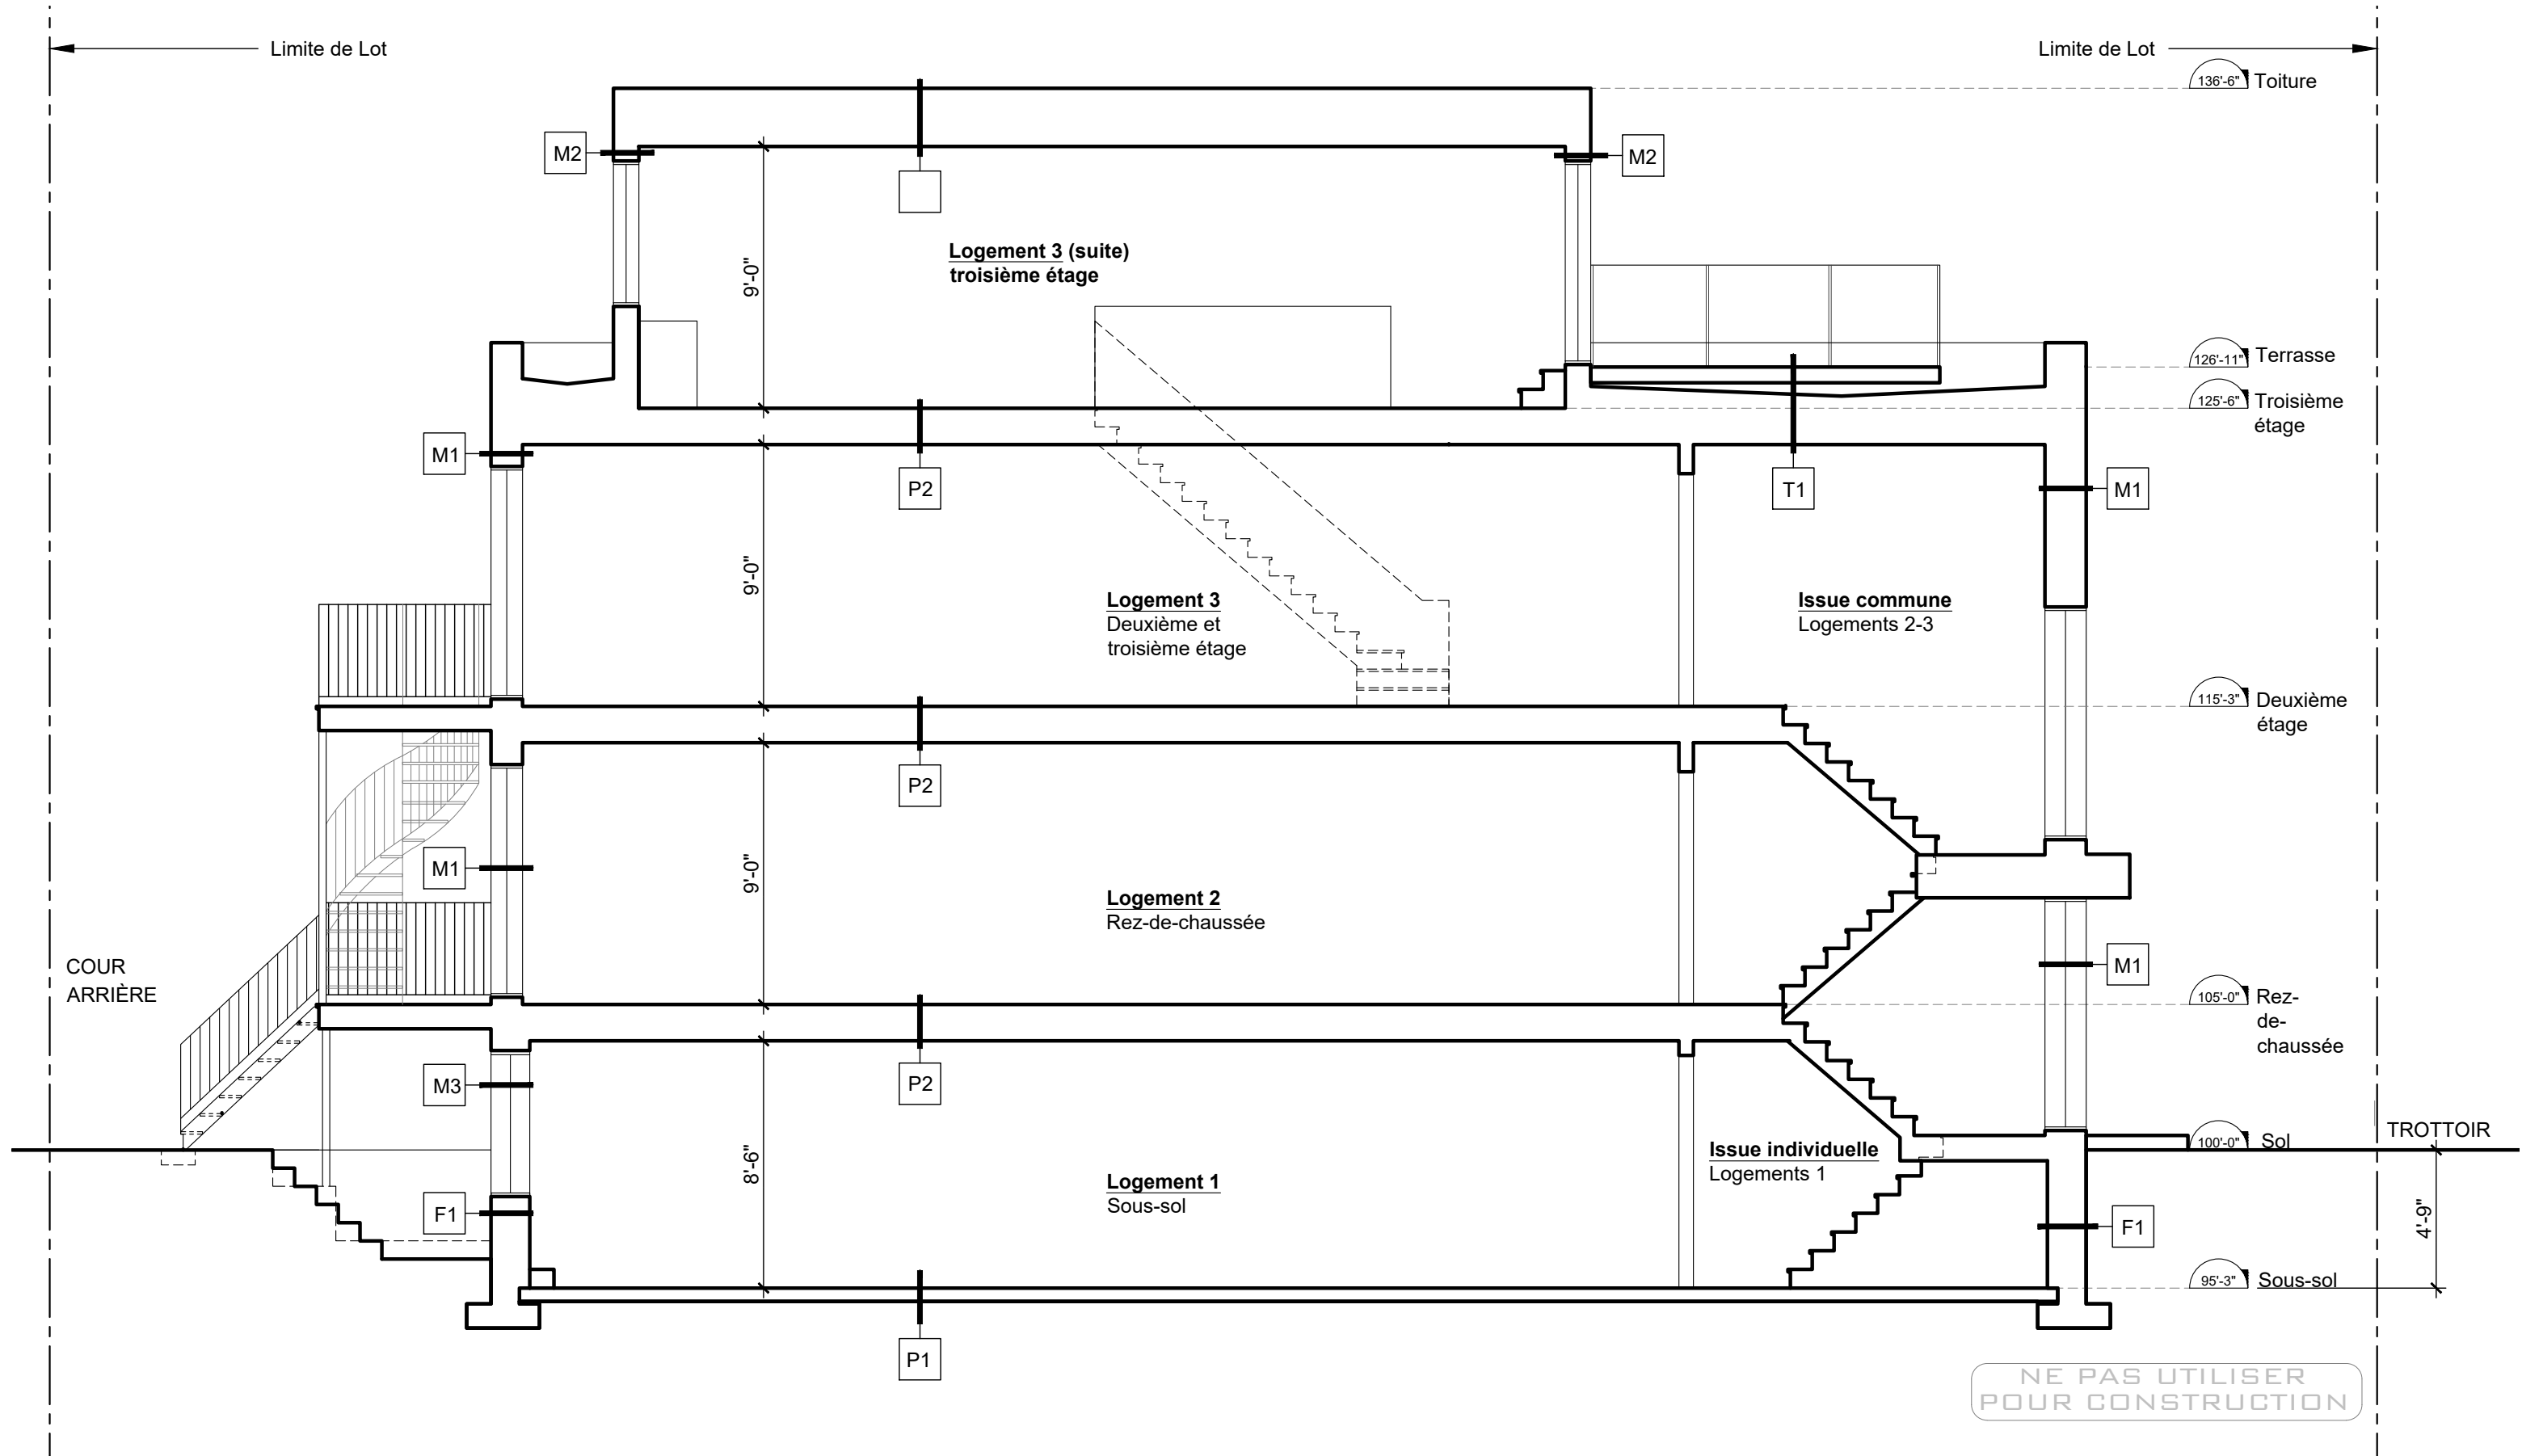 Limite de Lot
Limite de Lot
136'-6" Toiture
M2
M2
Logement 3 (suite)
troisième étage
9'-0"
126'-11" Terrasse
125'-6" Troisième
étage
M1
P2
T1
M1
9'-0"
Logement 3
Deuxième et
troisième étage
Issue commune
Logements 2-3
115'-3" Deuxième
étage
P2
M1
9'-0"
Logement 2
Rez-de-chaussée
COUR
ARRIÈRE
M1
105'-0" Rez-
de-
chaussée
M3
P2
100'-0" Sol
TROTTOIR
Issue individuelle
Logements 1
8'-6"
Logement 1
Sous-sol
F1
F1
4'-9"
95'-3" Sous-sol
P1
NE PAS UTILISER
POUR CONSTRUCTION